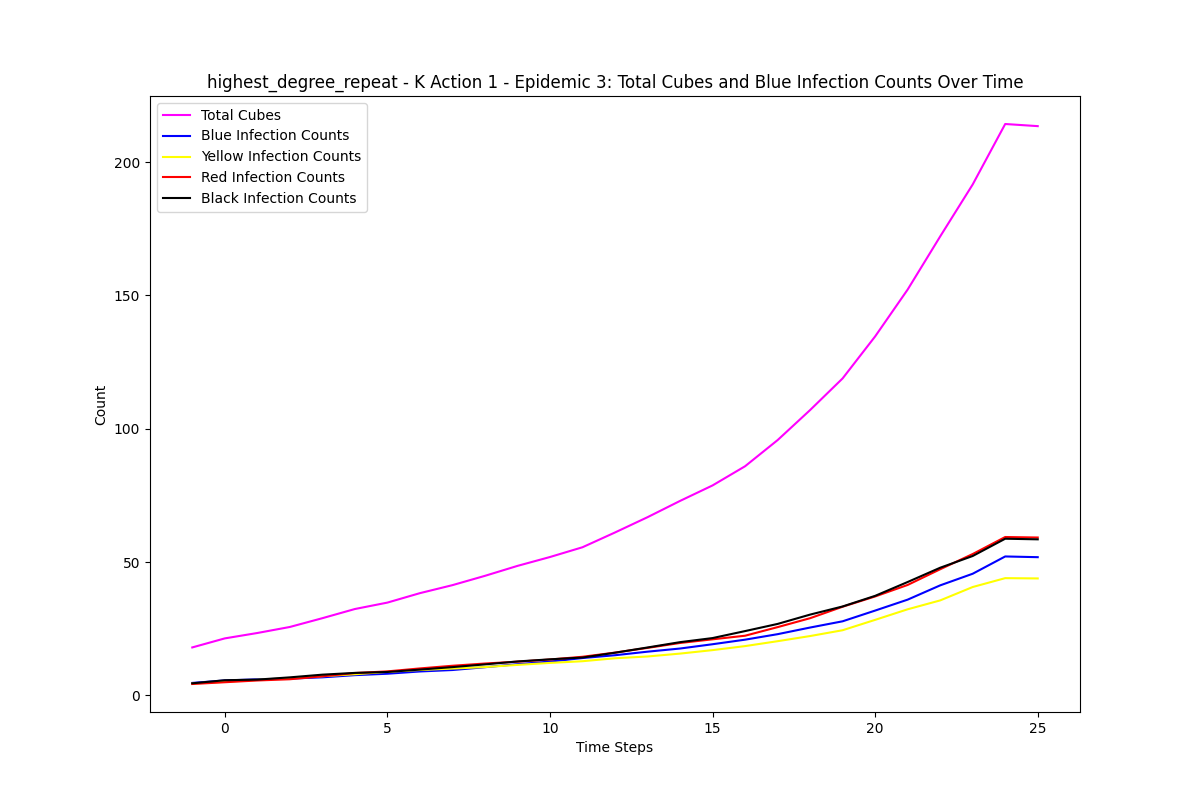 highest_degree_repeat - K Action 1 - Epidemic 3: Total Cubes and Blue Infection Counts Over Time
Total Cubes
Blue Infection Counts
Yellow Infection Counts
Red Infection Counts
Black Infection Counts
200
150
100
50
0
Count
0 5 10 15 20 25
Time Steps